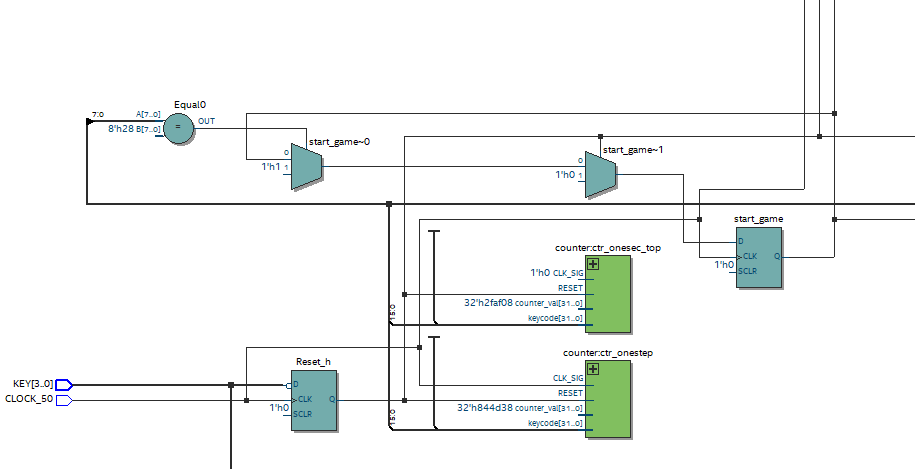 Equal0
7:0
A[7..0]
8'h28 B[7..0]
=
OUT
start_game~0
0
1'h1 1
start_game~1
0
1'h0 1
start_game
D
CLK
Q
1'h0
SCLR
counter:ctr_onesec_top
1'h0 CLK_SIG
RESET
32'h2faf08 counter_val[31..0]
keycode[31..0]
15:0
counter:ctr_onestep
CLK_SIG
RESET
32'h844d38 counter_val[31..0]
keycode[31..0]
15:0
Reset_h
KEY[3..0]
D
CLOCK_50
CLK
Q
1'h0
SCLR